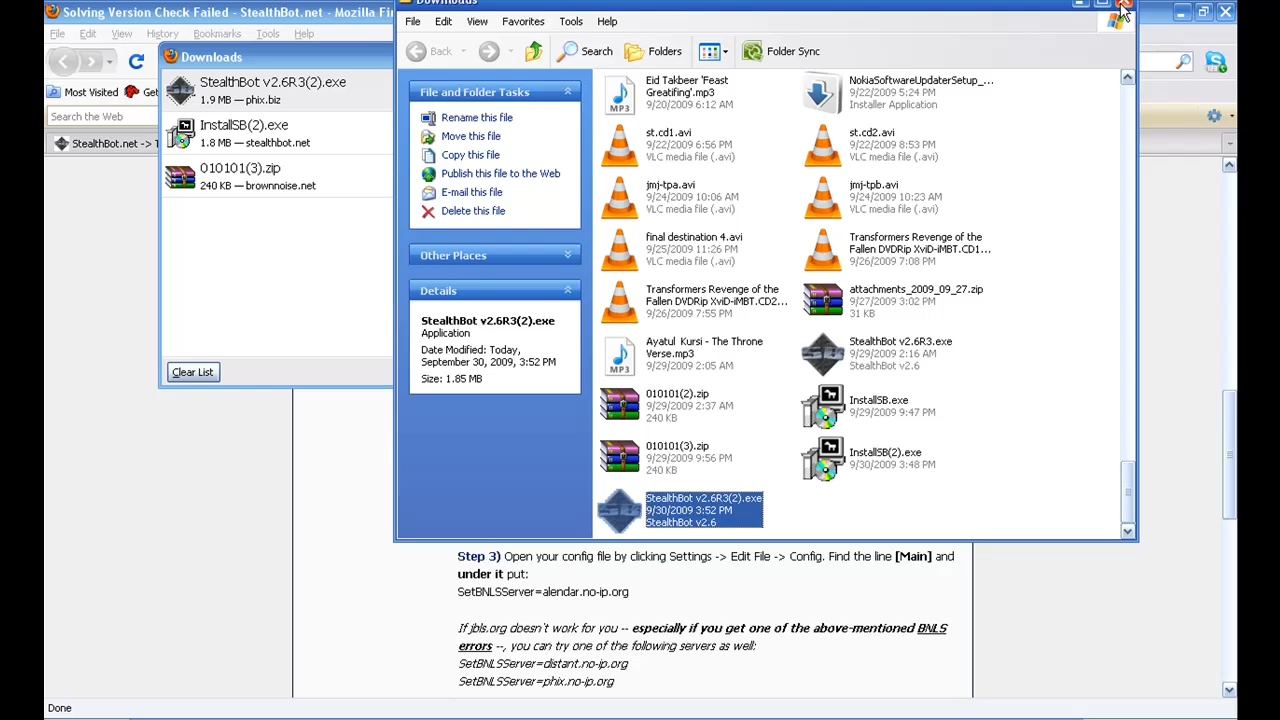 Solving Version Check Failed - StealthBot.net - Mozilla Fi
File Edit View History Bookmarks Tools Help
Most Visited Get
Search the Web
StealthBot.net -> T
Downloads
StealthBot v2.6R3(2).exe
1.9 MB — phix.biz
InstallSB(2).exe
1.8 MB — stealthbot.net
010101(3).zip
240 KB — brownnoise.net
Clear List
Downloads
File Edit View Favorites Tools Help
Back Search Folders Folder Sync
File and Folder Tasks
Rename this file
Move this file
Copy this file
Publish this file to the Web
E-mail this file
Delete this file
Other Places
Details
StealthBot v2.6R3(2).exe
Application
Date Modified: Today,
September 30, 2009, 3:52 PM
Size: 1.85 MB
Eid Takbeer 'Feast
Greatifing'.mp3
9/20/2009 6:12 AM
MP3
NokiaSoftwareUpdaterSetup_...
9/22/2009 5:24 PM
Installer Application
st.cd1.avi
9/22/2009 6:56 PM
VLC media file (.avi)
st.cd2.avi
9/22/2009 8:53 PM
VLC media file (.avi)
jmj-tpa.avi
9/24/2009 10:06 AM
VLC media file (.avi)
jmj-tpb.avi
9/24/2009 10:23 AM
VLC media file (.avi)
final destination 4.avi
9/25/2009 11:26 PM
VLC media file (.avi)
Transformers Revenge of the
Fallen DVDRip XviD-iMBT.CD1...
9/26/2009 7:08 PM
Transformers Revenge of the
Fallen DVDRip XviD-iMBT.CD2...
9/26/2009 7:55 PM
attachments_2009_09_27.zip
9/27/2009 3:02 PM
31 KB
Ayatul Kursi - The Throne
Verse.mp3
9/29/2009 2:05 AM
MP3
StealthBot v2.6R3.exe
9/29/2009 2:16 AM
StealthBot v2.6
010101(2).zip
9/29/2009 2:37 AM
240 KB
InstallSB.exe
9/29/2009 9:47 PM
010101(3).zip
9/29/2009 9:56 PM
240 KB
InstallSB(2).exe
9/30/2009 3:48 PM
StealthBot v2.6R3(2).exe
9/30/2009 3:52 PM
StealthBot v2.6
Step 3) Open your config file by clicking Settings -> Edit File -> Config. Find the line [Main] and
under it put:
SetBNLSServer=alendar.no-ip.org
If jbls.org doesn't work for you -- especially if you get one of the above-mentioned BNLS
errors --, you can try one of the following servers as well:
SetBNLSServer=distant.no-ip.org
SetBNLSServer=phix.no-ip.org
Done